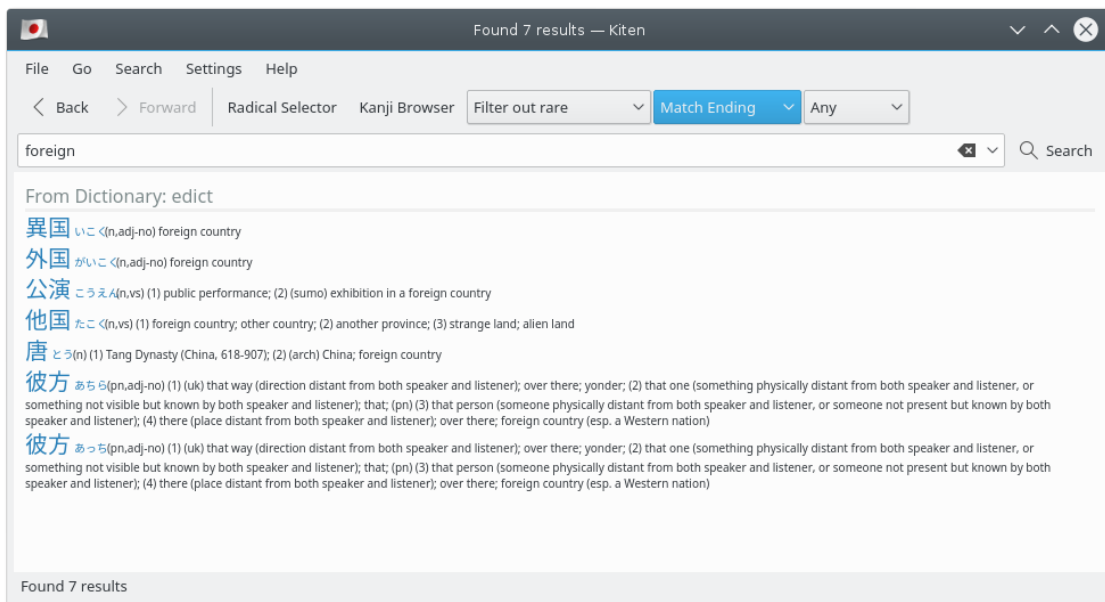 Found 7 results — Kiten
File Go Search Settings Help
Back Forward Radical Selector Kanji Browser Filter out rare Match Ending Any
foreign Search
From Dictionary: edict
異国 いこく(n,adj-no) foreign country
外国 がいこく(n,adj-no) foreign country
公演 こうえん(n,vs) (1) public performance; (2) (sumo) exhibition in a foreign country
他国 たこく(n,vs) (1) foreign country; other country; (2) another province; (3) strange land; alien land
唐 とう(n) (1) Tang Dynasty (China, 618-907); (2) (arch) China; foreign country
彼方 あちら(pn,adj-no) (1) (uk) that way (direction distant from both speaker and listener); over there; yonder; (2) that one (something physically distant from both speaker and listener, or
something not visible but known by both speaker and listener); that; (pn) (3) that person (someone physically distant from both speaker and listener, or someone not present but known by both
speaker and listener); (4) there (place distant from both speaker and listener); over there; foreign country (esp. a Western nation)
彼方 あっち(pn,adj-no) (1) (uk) that way (direction distant from both speaker and listener); over there; yonder; (2) that one (something physically distant from both speaker and listener, or
something not visible but known by both speaker and listener); that; (pn) (3) that person (someone physically distant from both speaker and listener, or someone not present but known by both
speaker and listener); (4) there (place distant from both speaker and listener); over there; foreign country (esp. a Western nation)
Found 7 results